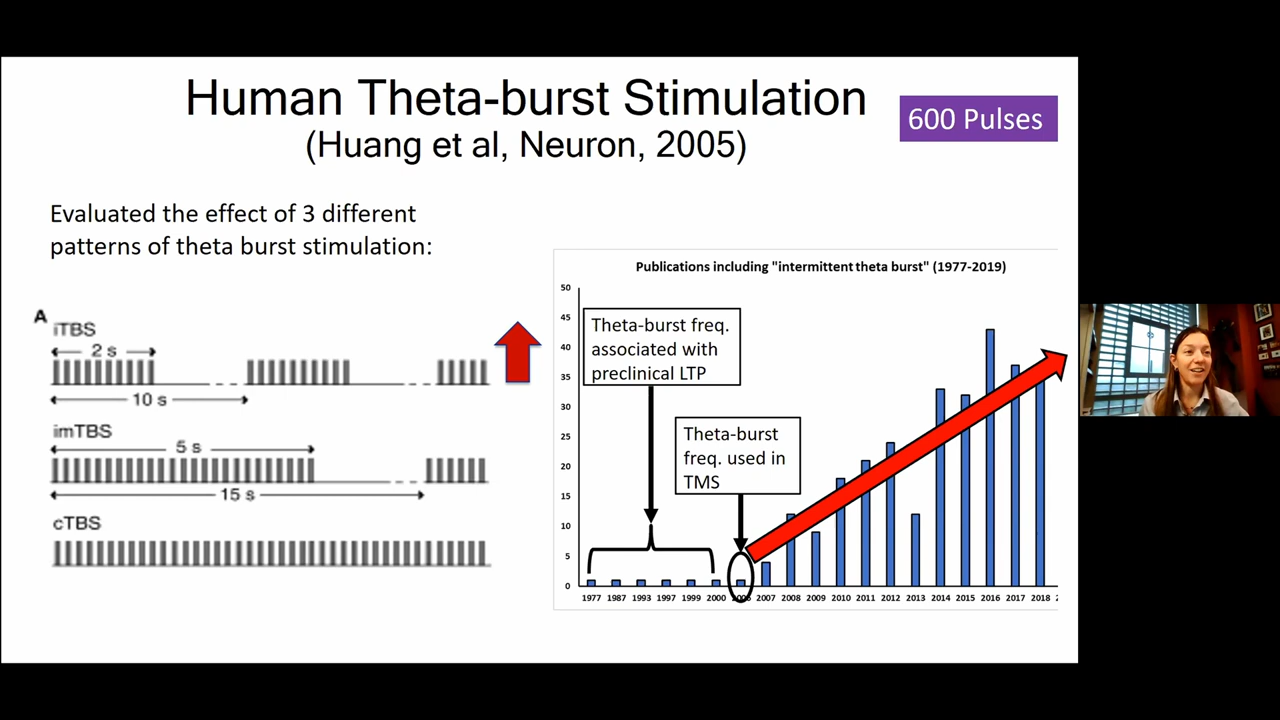 Human Theta-burst Stimulation
(Huang et al, Neuron, 2005)
600 Pulses
Evaluated the effect of 3 different
patterns of theta burst stimulation:
A
iTBS
2 s
10 s
imTBS
5 s
15 s
cTBS
Publications including "intermittent theta burst" (1977-2019)
50
45
40
35
30
25
20
15
10
5
0
Theta-burst freq.
associated with
preclinical LTP
Theta-burst
freq. used in
TMS
1977 1987 1993 1997 1999 2000 2005 2007 2008 2009 2010 2011 2012 2013 2014 2015 2016 2017 2018